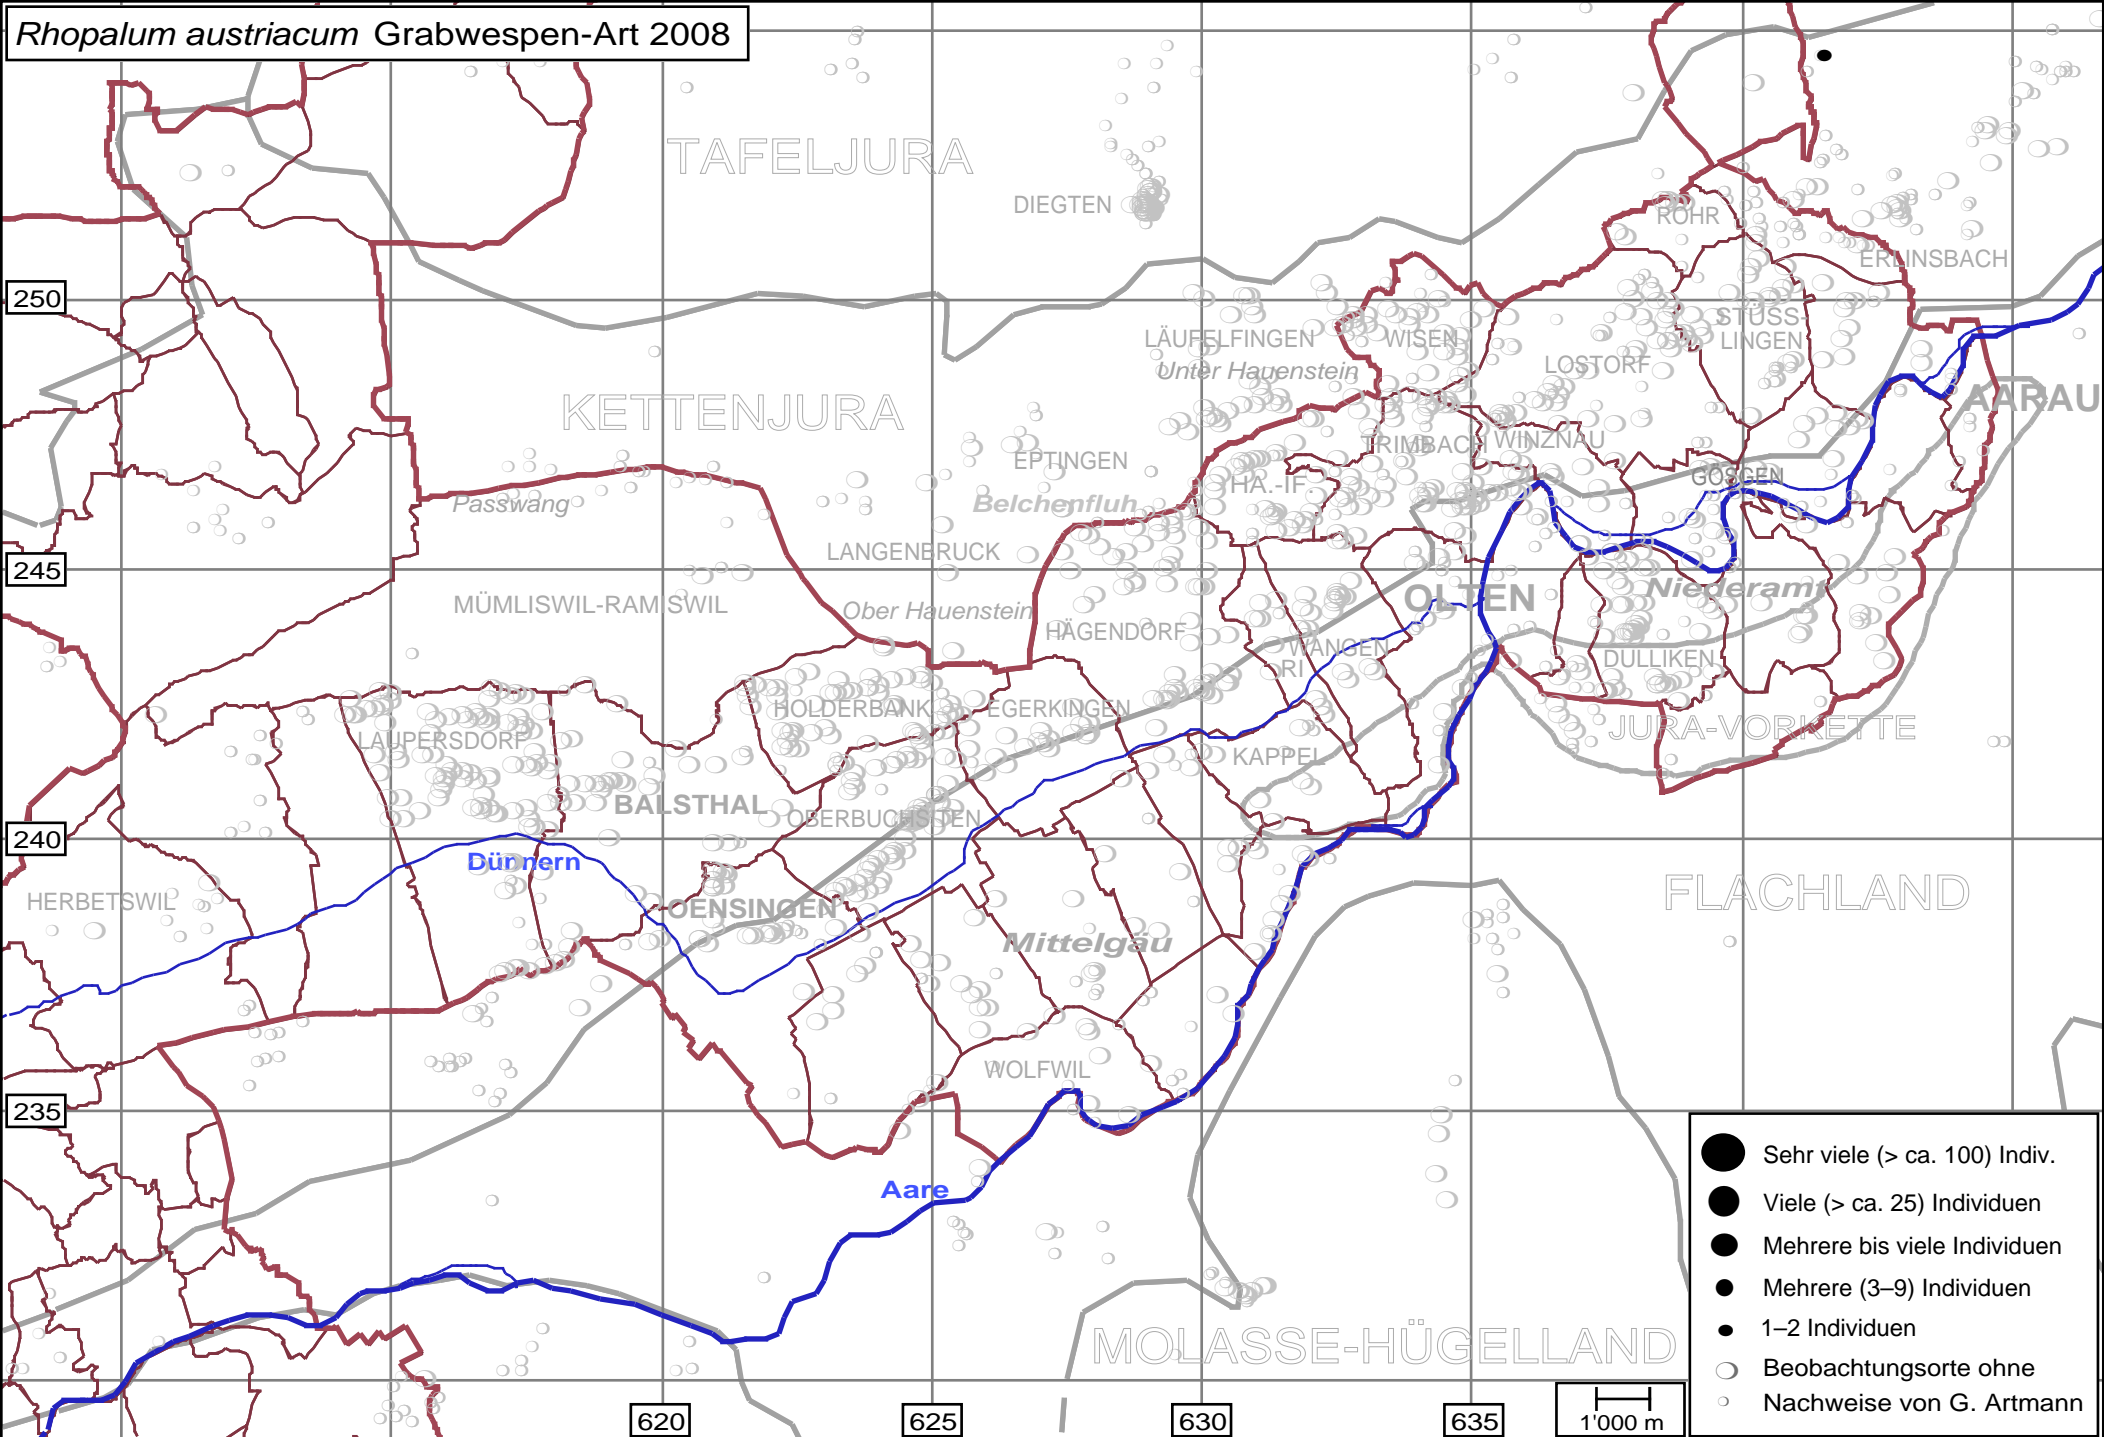 Rhopalum austriacum Grabwespen-Art 2008
TAFELJURA
DIEGTEN
ROHR
ERLINSBACH
250
LÄUFELFINGEN
WISEN
STÜSS-
LINGEN
Unter Hauenstein
LOSTORF
KETTENJURA
AARAU
TRIMBACH
WINZNAU
EPTINGEN
GÖSGEN
HA.-IF.
Passwang
Belchenfluh
LANGENBRUCK
245
MÜMLISWIL-RAMISWIL
Ober Hauenstein
OLTEN
Niederamt
HÄGENDORF
WANGEN
RI
DULLIKEN
HOLDERBANK
EGERKINGEN
JURA-VORKETTE
LAUPERSDORF
KAPPEL
BALSTHAL
OBERBUCHSITEN
240
Dünnern
HERBETSWIL
OENSINGEN
FLACHLAND
Mittelgäu
WOLFWIL
235
Aare
MOLASSE-HÜGELLAND
Sehr viele (> ca. 100) Indiv.
Viele (> ca. 25) Individuen
Mehrere bis viele Individuen
Mehrere (3–9) Individuen
1–2 Individuen
Beobachtungsorte ohne
Nachweise von G. Artmann
620
625
630
635
1'000 m